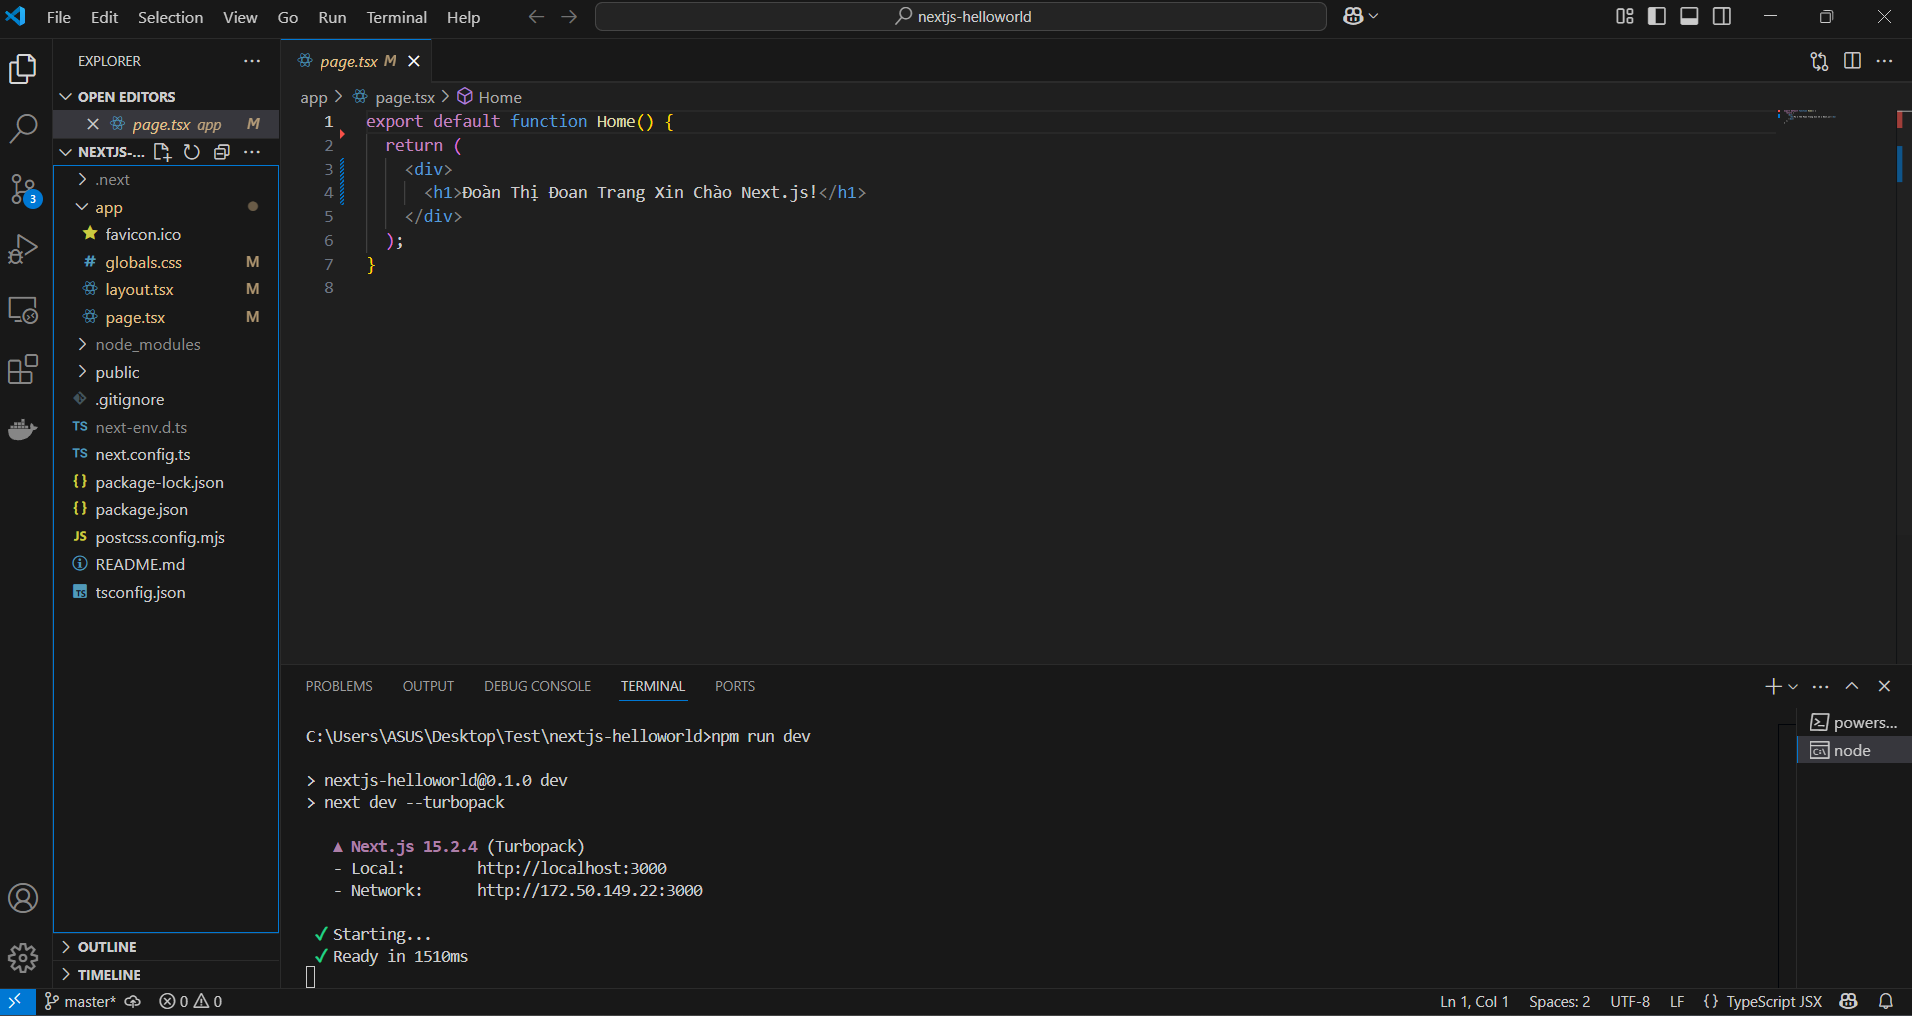 File Edit Selection View Go Run Terminal Help
nextjs-helloworld
EXPLORER
OPEN EDITORS
page.tsx app M
NEXTJS-...
.next
app
favicon.ico
# globals.css M
layout.tsx M
page.tsx M
node_modules
public
.gitignore
TS next-env.d.ts
TS next.config.ts
{} package-lock.json
{} package.json
JS postcss.config.mjs
README.md
TS tsconfig.json
OUTLINE
TIMELINE
3
page.tsx M
app > page.tsx > Home
1 export default function Home() {
2 return (
3 <div>
4 <h1>Đoàn Thị Đoan Trang Xin Chào Next.js!</h1>
5 </div>
6 );
7 }
8
PROBLEMS OUTPUT DEBUG CONSOLE TERMINAL PORTS
C:\Users\ASUS\Desktop\Test\nextjs-helloworld>npm run dev
> nextjs-helloworld@0.1.0 dev
> next dev --turbopack
▲ Next.js 15.2.4 (Turbopack)
- Local: http://localhost:3000
- Network: http://172.50.149.22:3000
✓ Starting...
✓ Ready in 1510ms
powers...
node
master* 0 0 Ln 1, Col 1 Spaces: 2 UTF-8 LF {} TypeScript JSX